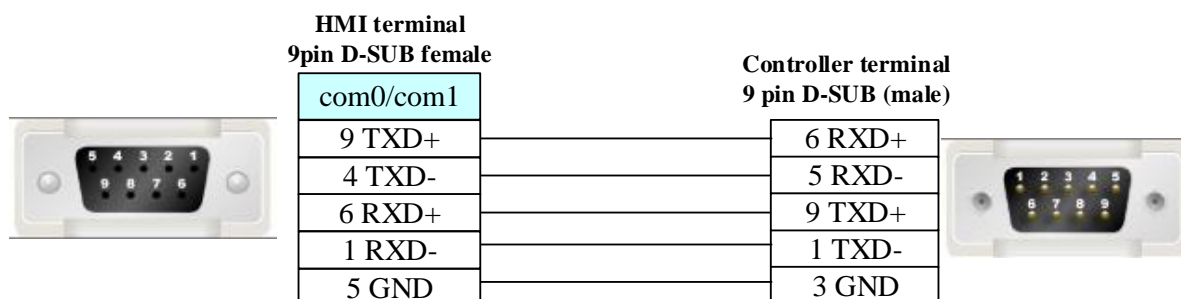 HMI terminal
9pin D-SUB female
com0/com1
9 TXD+
4 TXD-
6 RXD+
1 RXD-
5 GND
Controller terminal
9 pin D-SUB (male)
6 RXD+
5 RXD-
9 TXD+
1 TXD-
3 GND
5 4 3 2 1
9 8 7 6
1 2 3 4 5
6 7 8 9